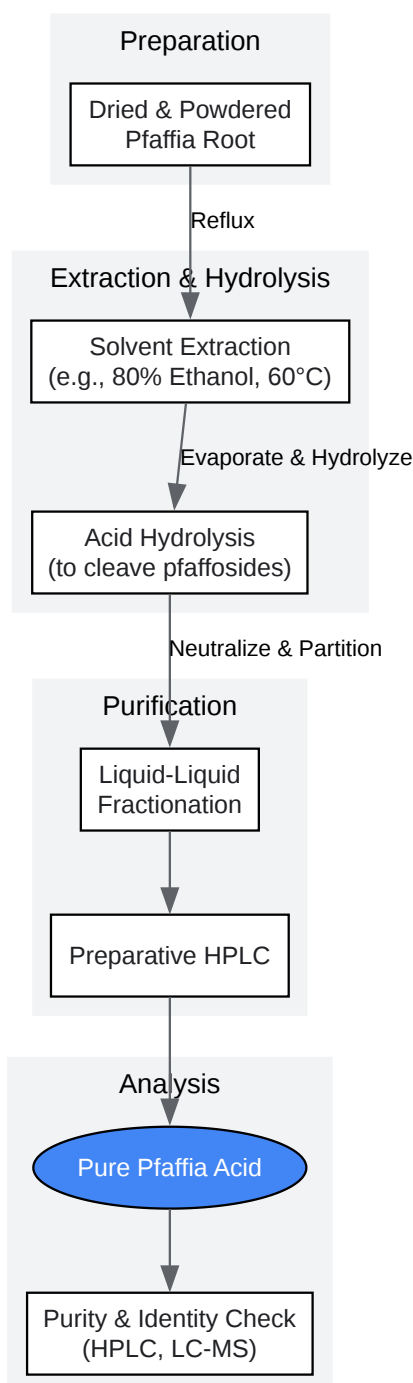 Preparation
Dried & Powdered
Pfaffia Root
Reflux
Extraction & Hydrolysis
Solvent Extraction
(e.g., 80% Ethanol, 60°C)
Evaporate & Hydrolyze
Acid Hydrolysis
(to cleave pfaffosides)
Neutralize & Partition
Purification
Liquid-Liquid
Fractionation
Preparative HPLC
Analysis
Pure Pfaffia Acid
Purity & Identity Check
(HPLC, LC-MS)